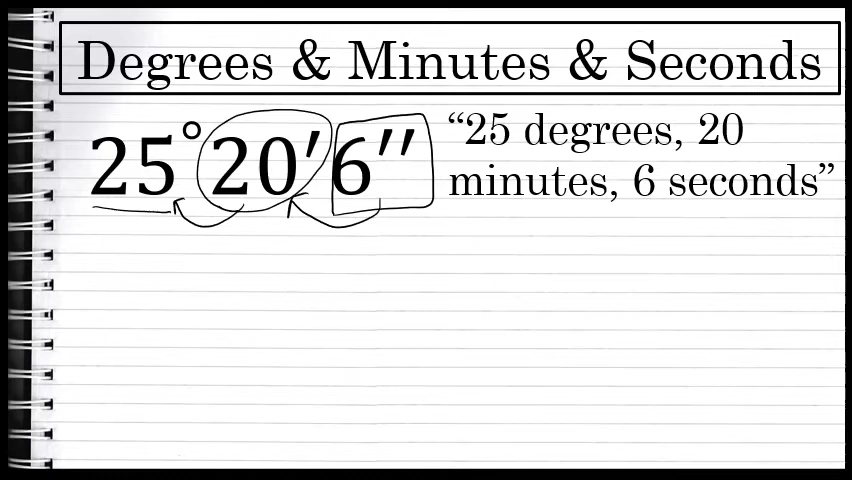 Degrees & Minutes & Seconds
25°20′6′′
“25 degrees, 20
minutes, 6 seconds”